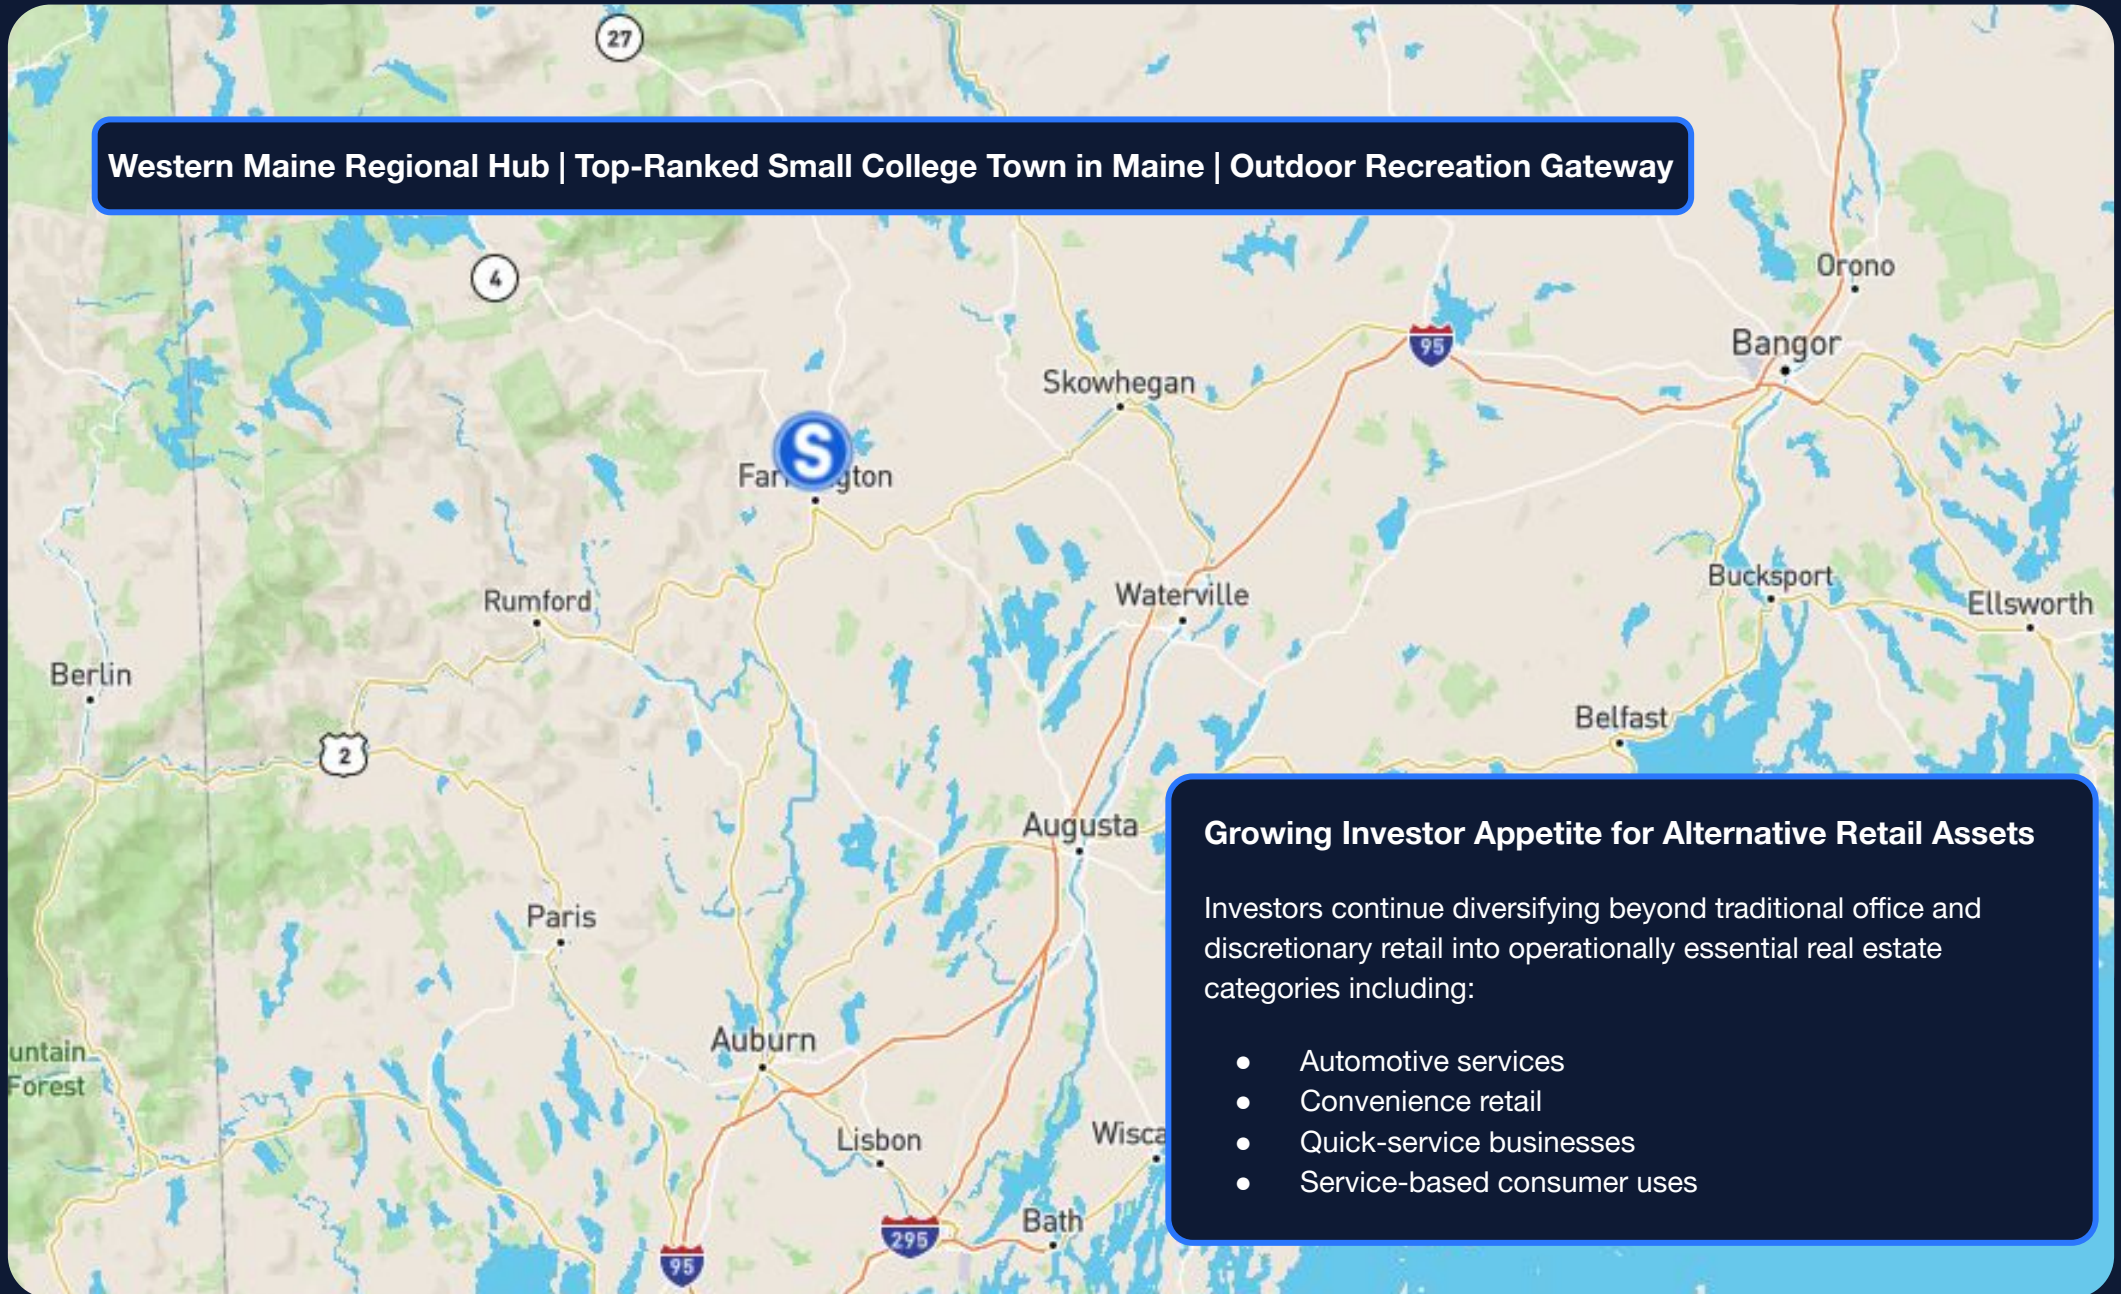 27
Western Maine Regional Hub | Top-Ranked Small College Town in Maine | Outdoor Recreation Gateway
4
Orono
Bangor
95
Skowhegan
S
Rumford
Waterville
Bucksport
Ellsworth
Berlin
2
Belfast
Augusta
Paris
Auburn
Lisbon
Bath
295
95
Forest
Growing Investor Appetite for Alternative Retail Assets
Investors continue diversifying beyond traditional office and
discretionary retail into operationally essential real estate
categories including:
● Automotive services
● Convenience retail
● Quick-service businesses
● Service-based consumer uses